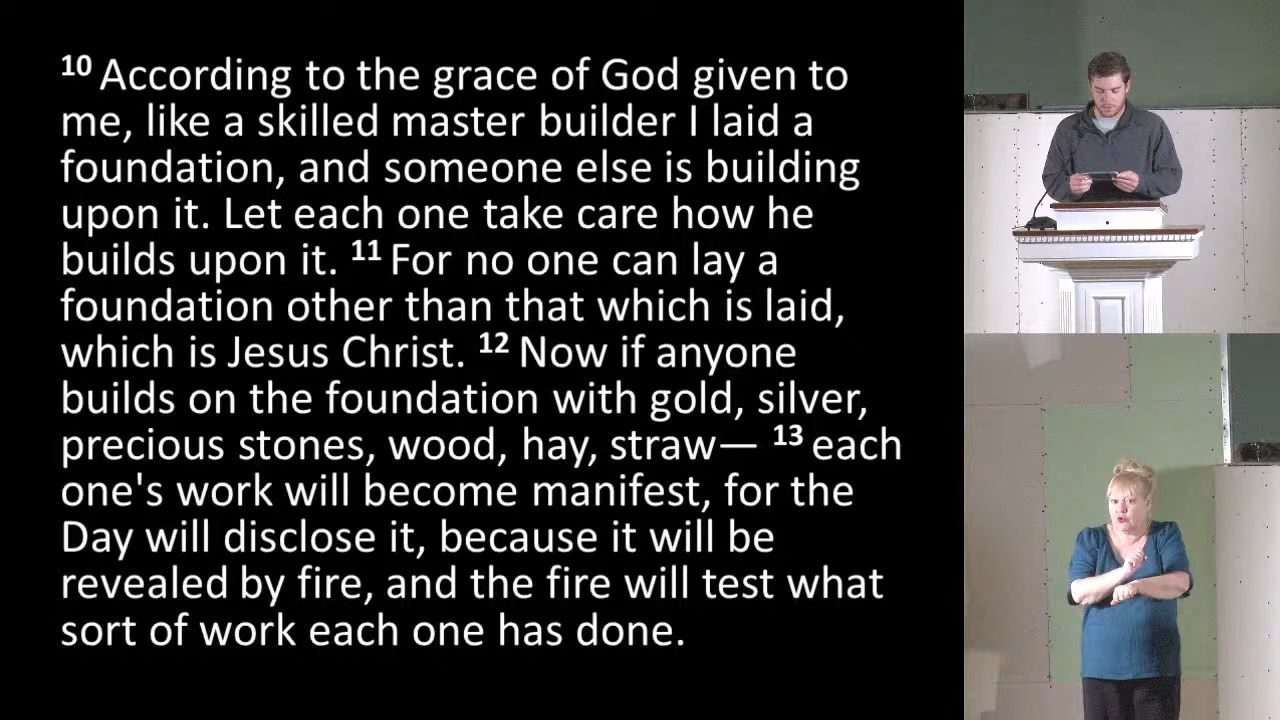 10 According to the grace of God given to
me, like a skilled master builder I laid a
foundation, and someone else is building
upon it. Let each one take care how he
builds upon it. 11 For no one can lay a
foundation other than that which is laid,
which is Jesus Christ. 12 Now if anyone
builds on the foundation with gold, silver,
precious stones, wood, hay, straw— 13 each
one's work will become manifest, for the
Day will disclose it, because it will be
revealed by fire, and the fire will test what
sort of work each one has done.